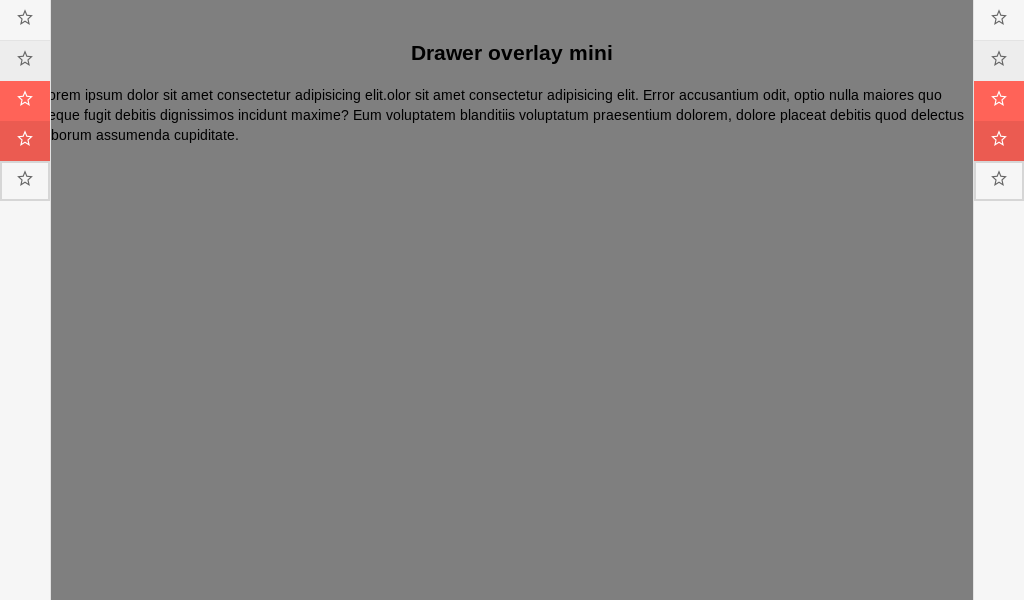 Drawer overlay mini
orem ipsum dolor sit amet consectetur adipisicing elit.olor sit amet consectetur adipisicing elit. Error accusantium odit, optio nulla maiores quo
eque fugit debitis dignissimos incidunt maxime? Eum voluptatem blanditiis voluptatum praesentium dolorem, dolore placeat debitis quod delectus
borum assumenda cupiditate.